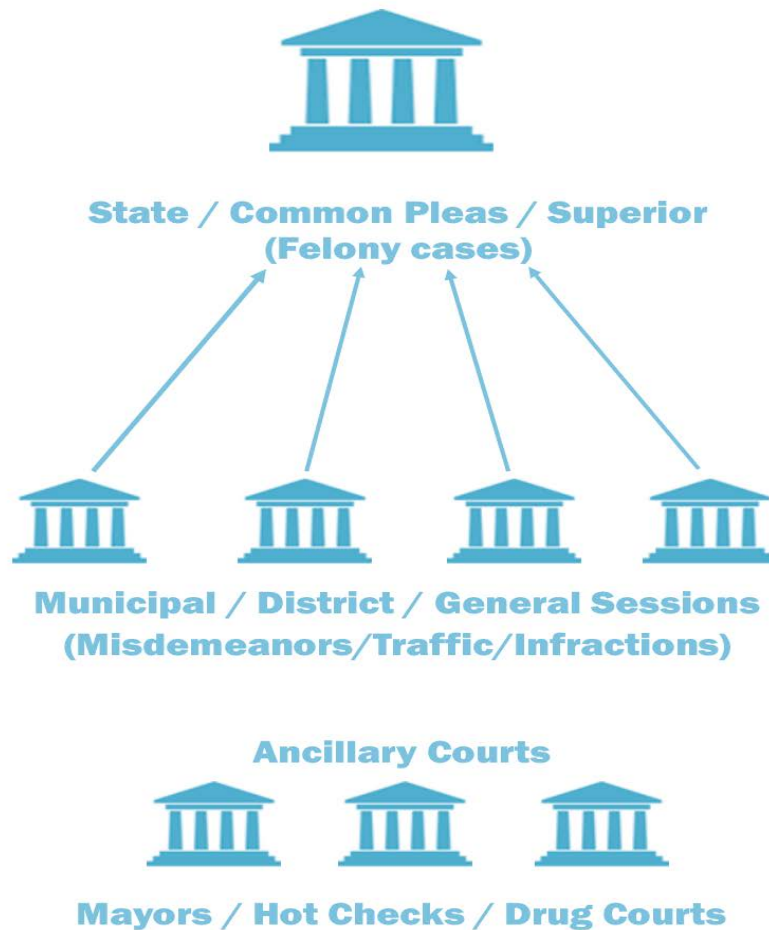 State / Common Pleas / Superior
(Felony cases)
Municipal / District / General Sessions
(Misdemeanors/Traffic/Infractions)
Ancillary Courts
Mayors / Hot Checks / Drug Courts